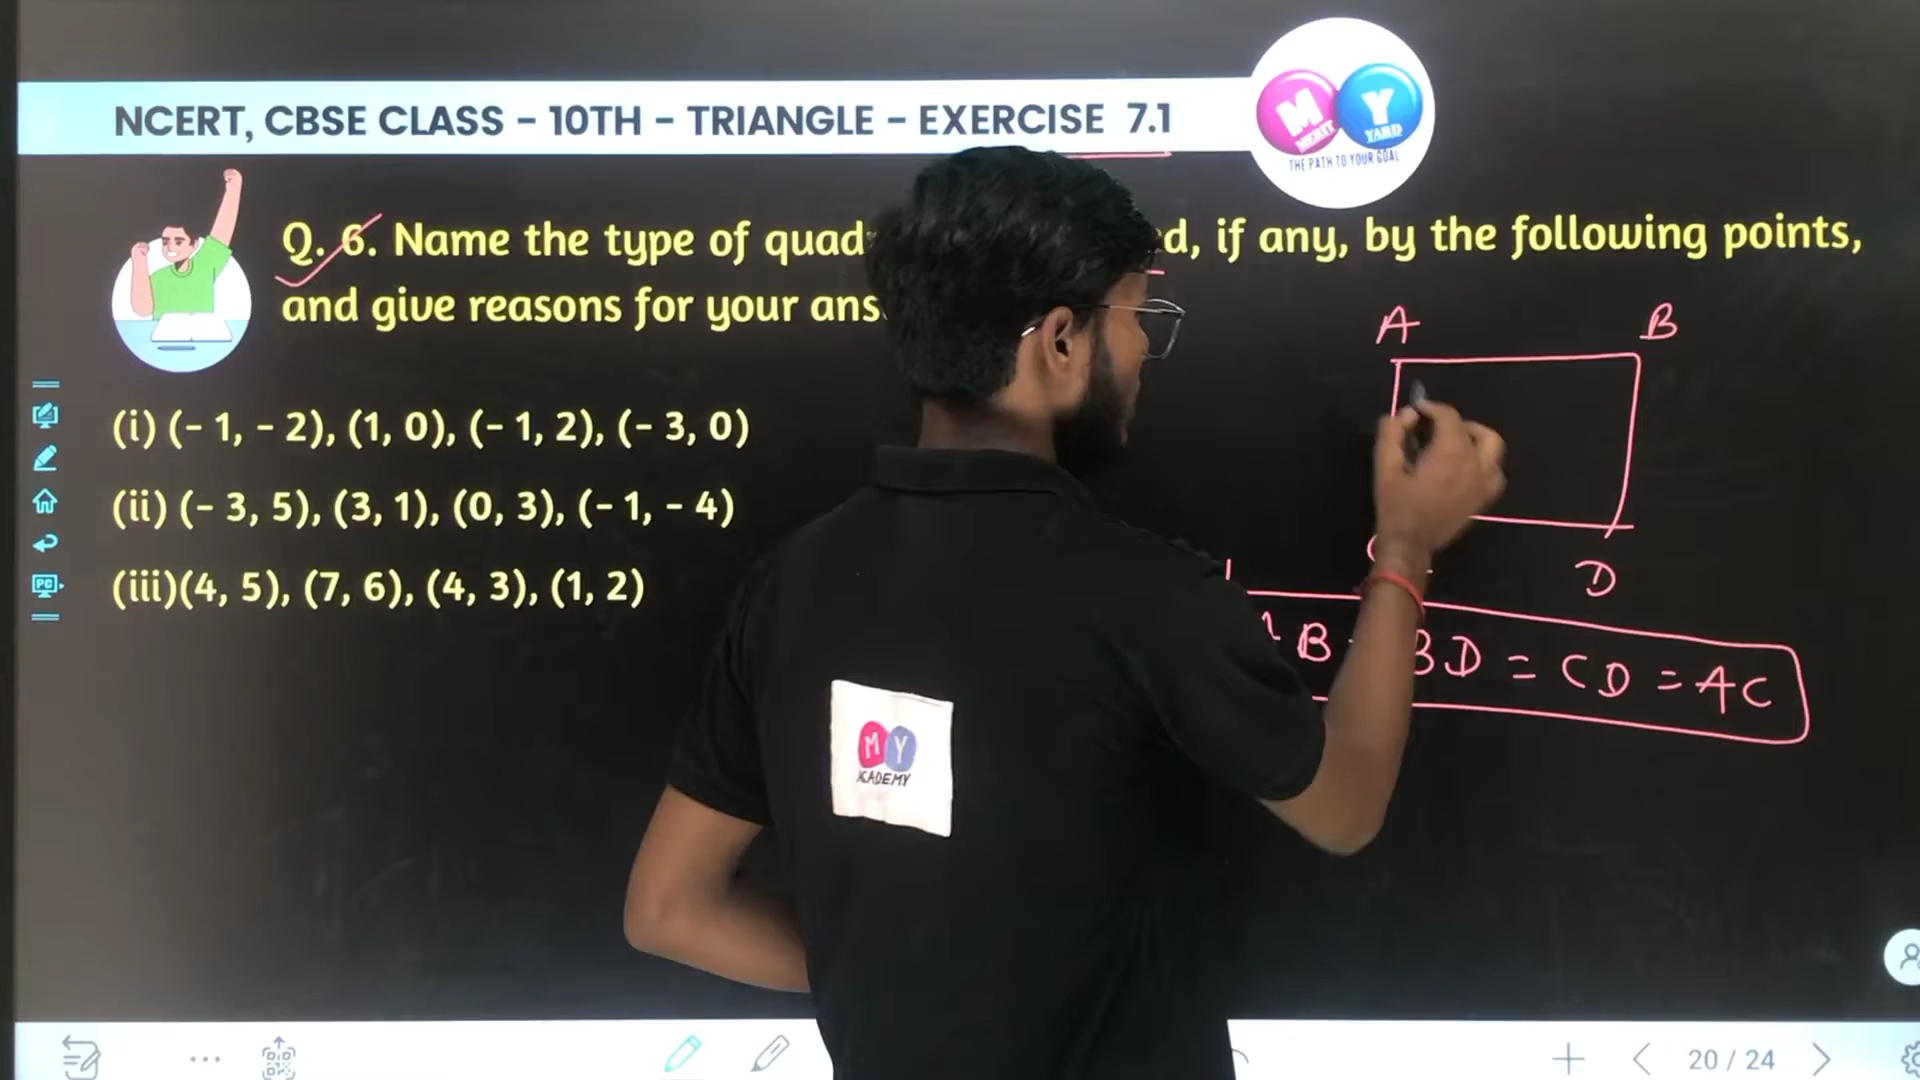 NCERT, CBSE CLASS - 10TH - TRIANGLE - EXERCISE 7.1
M Y
MERIT YARD
THE PATH TO YOUR GOAL
Q. 6. Name the type of if any, by the following points,
and give reasons for your
A B
(i) (- 1, - 2), (1, 0), (- 1, 2), (- 3, 0)
(ii) (- 3, 5), (3, 1), (0, 3), (- 1, - 4)
D
(iii)(4, 5), (7, 6), (4, 3), (1, 2)
B BD = CD = AC
PC
M Y
ACADEMY
20 / 24